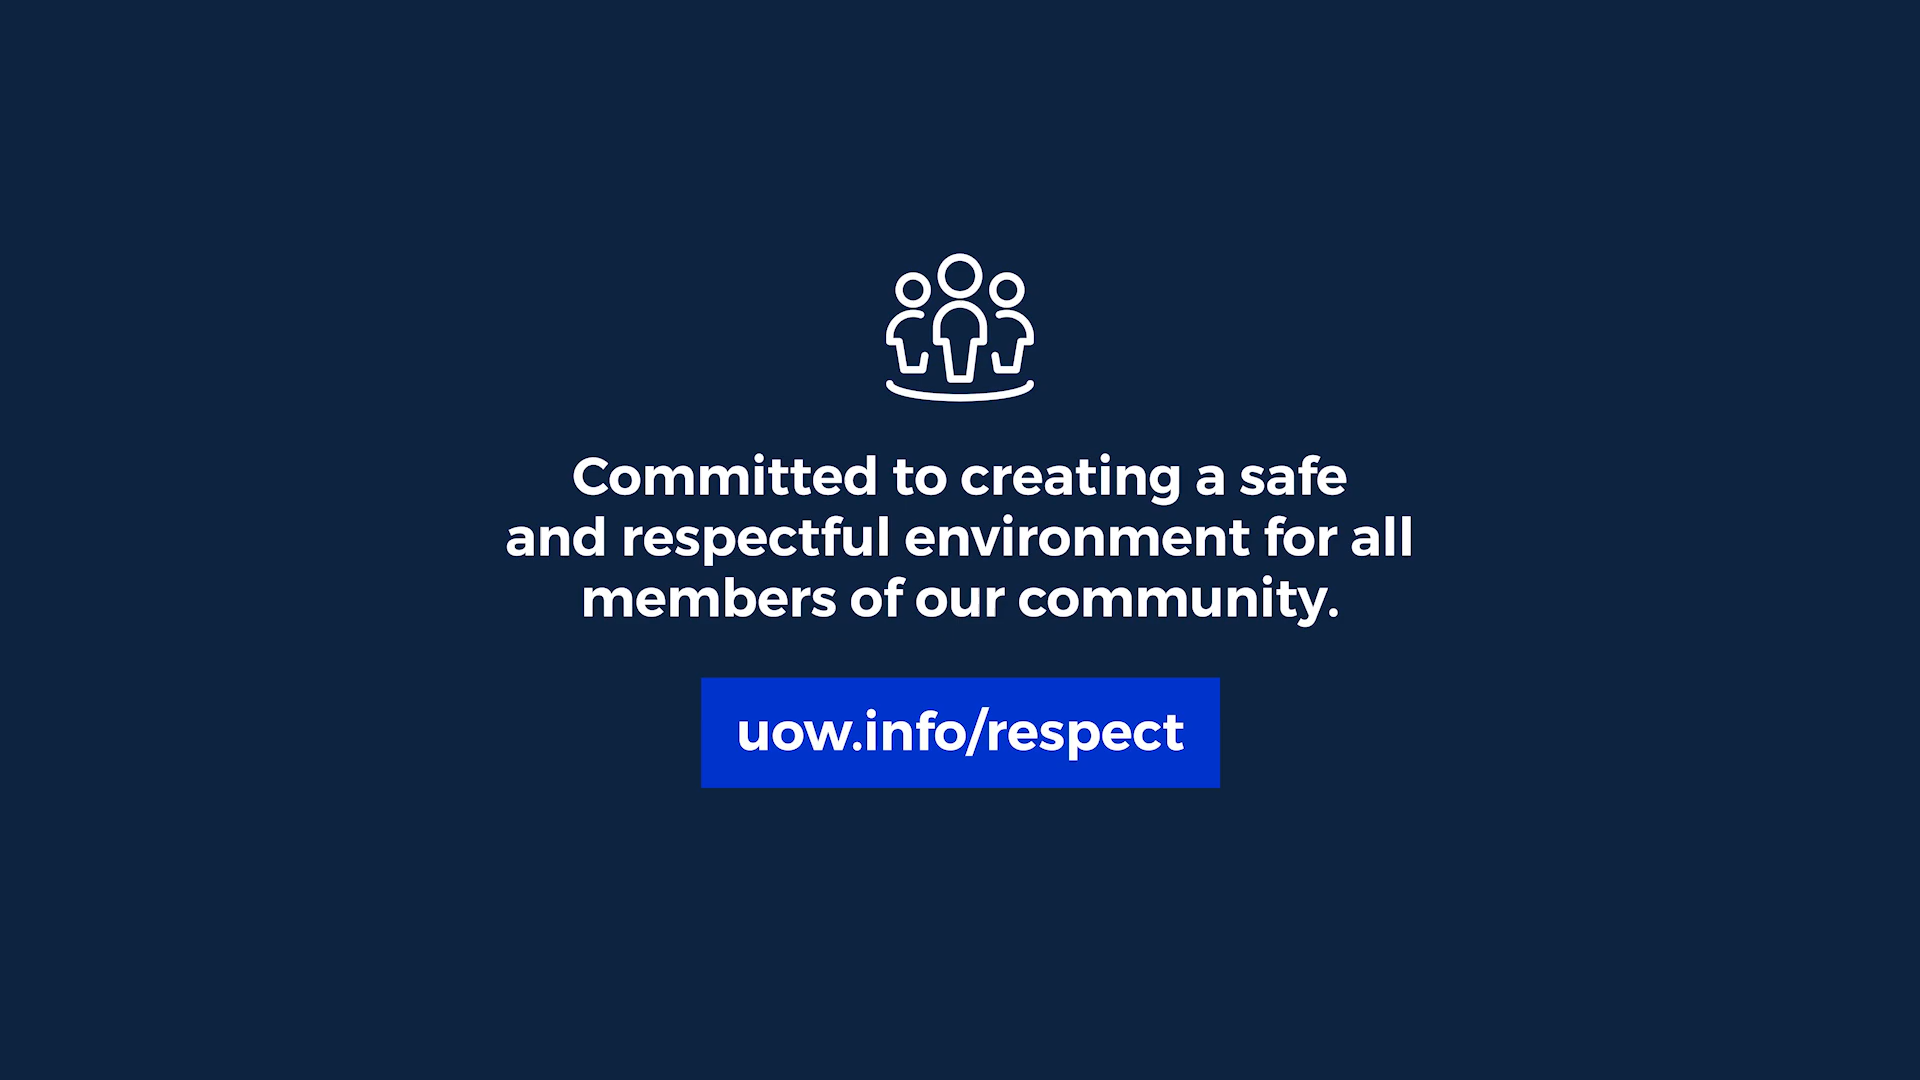 Committed to creating a safe
and respectful environment for all
members of our community.
uow.info/respect